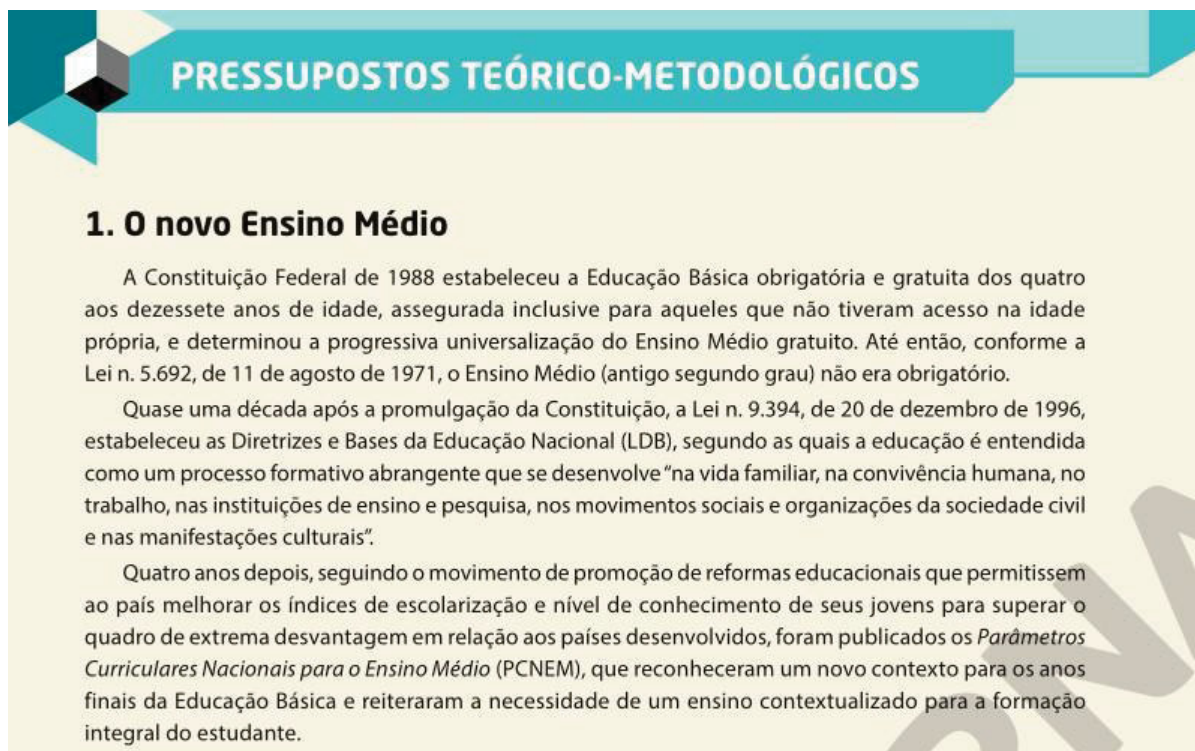 PRESSUPOSTOS TEÓRICO-METODOLÓGICOS
1. O novo Ensino Médio
A Constituição Federal de 1988 estabeleceu a Educação Básica obrigatória e gratuita dos quatro
aos dezessete anos de idade, assegurada inclusive para aqueles que não tiveram acesso na idade
própria, e determinou a progressiva universalização do Ensino Médio gratuito. Até então, conforme a
Lei n. 5.692, de 11 de agosto de 1971, o Ensino Médio (antigo segundo grau) não era obrigatório.
Quase uma década após a promulgação da Constituição, a Lei n. 9.394, de 20 de dezembro de 1996,
estabeleceu as Diretrizes e Bases da Educação Nacional (LDB), segundo as quais a educação é entendida
como um processo formativo abrangente que se desenvolve “na vida familiar, na convivência humana, no
trabalho, nas instituições de ensino e pesquisa, nos movimentos sociais e organizações da sociedade civil
e nas manifestações culturais”.
Quatro anos depois, seguindo o movimento de promoção de reformas educacionais que permitissem
ao país melhorar os índices de escolarização e nível de conhecimento de seus jovens para superar o
quadro de extrema desvantagem em relação aos países desenvolvidos, foram publicados os Parâmetros
Curriculares Nacionais para o Ensino Médio (PCNEM), que reconheceram um novo contexto para os anos
finais da Educação Básica e reiteraram a necessidade de um ensino contextualizado para a formação
integral do estudante.